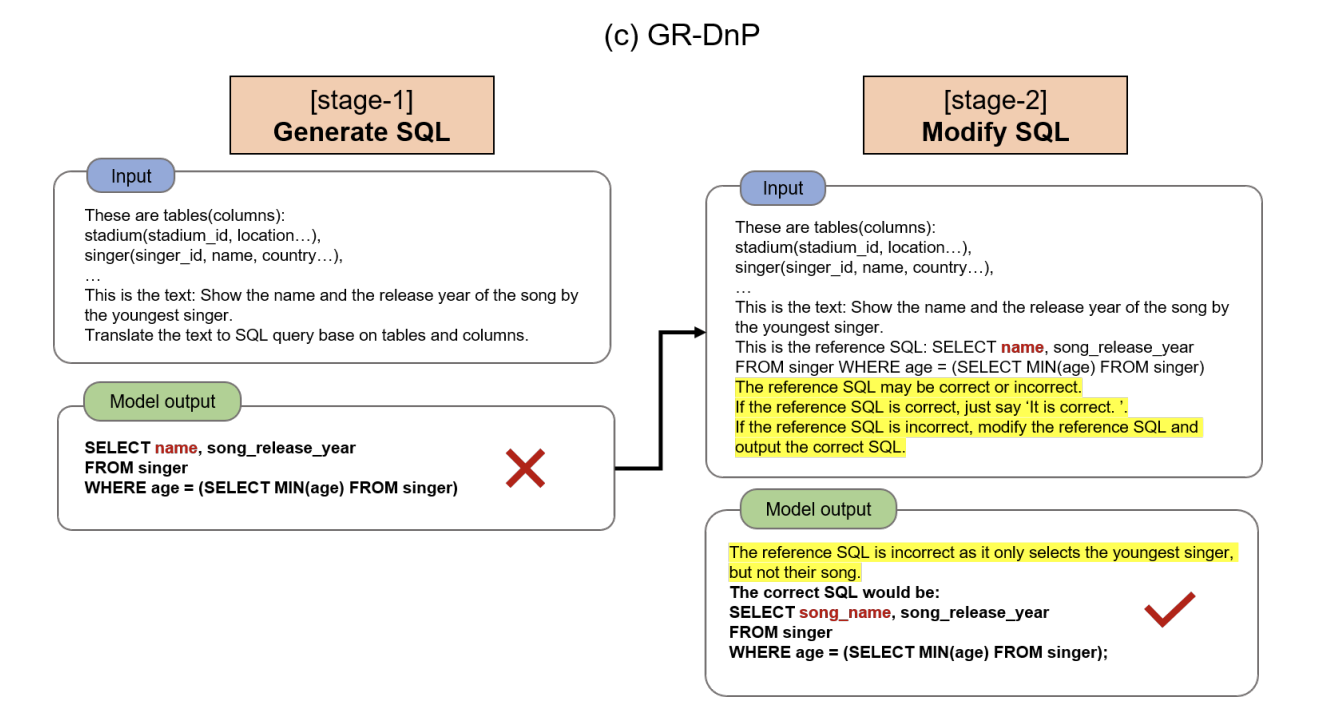 (c) GR-DnP
[stage-1]
Generate SQL
Input
These are tables(columns):
stadium(stadium_id, location…),
singer(singer_id, name, country…),
…
This is the text: Show the name and the release year of the song by
the youngest singer.
Translate the text to SQL query base on tables and columns.
Model output
SELECT name, song_release_year
FROM singer
WHERE age = (SELECT MIN(age) FROM singer)
[stage-2]
Modify SQL
Input
These are tables(columns):
stadium(stadium_id, location…),
singer(singer_id, name, country…),
…
This is the text: Show the name and the release year of the song by
the youngest singer.
This is the reference SQL: SELECT name, song_release_year
FROM singer WHERE age = (SELECT MIN(age) FROM singer)
The reference SQL may be correct or incorrect.
If the reference SQL is correct, just say ‘It is correct. ’.
If the reference SQL is incorrect, modify the reference SQL and
output the correct SQL.
Model output
The reference SQL is incorrect as it only selects the youngest singer,
but not their song.
The correct SQL would be:
SELECT song_name, song_release_year
FROM singer
WHERE age = (SELECT MIN(age) FROM singer);